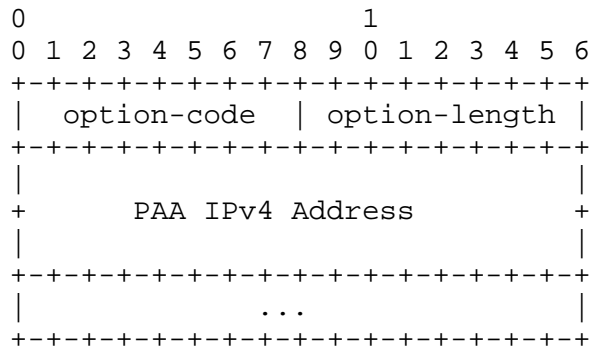 0                   1
0 1 2 3 4 5 6 7 8 9 0 1 2 3 4 5 6
+-+-+-+-+-+-+-+-+-+-+-+-+-+-+-+-+
|  option-code  | option-length |
+-+-+-+-+-+-+-+-+-+-+-+-+-+-+-+-+
|                               |
+      PAA IPv4 Address         +
|                               |
+-+-+-+-+-+-+-+-+-+-+-+-+-+-+-+-+
|             ...               |
+-+-+-+-+-+-+-+-+-+-+-+-+-+-+-+-+